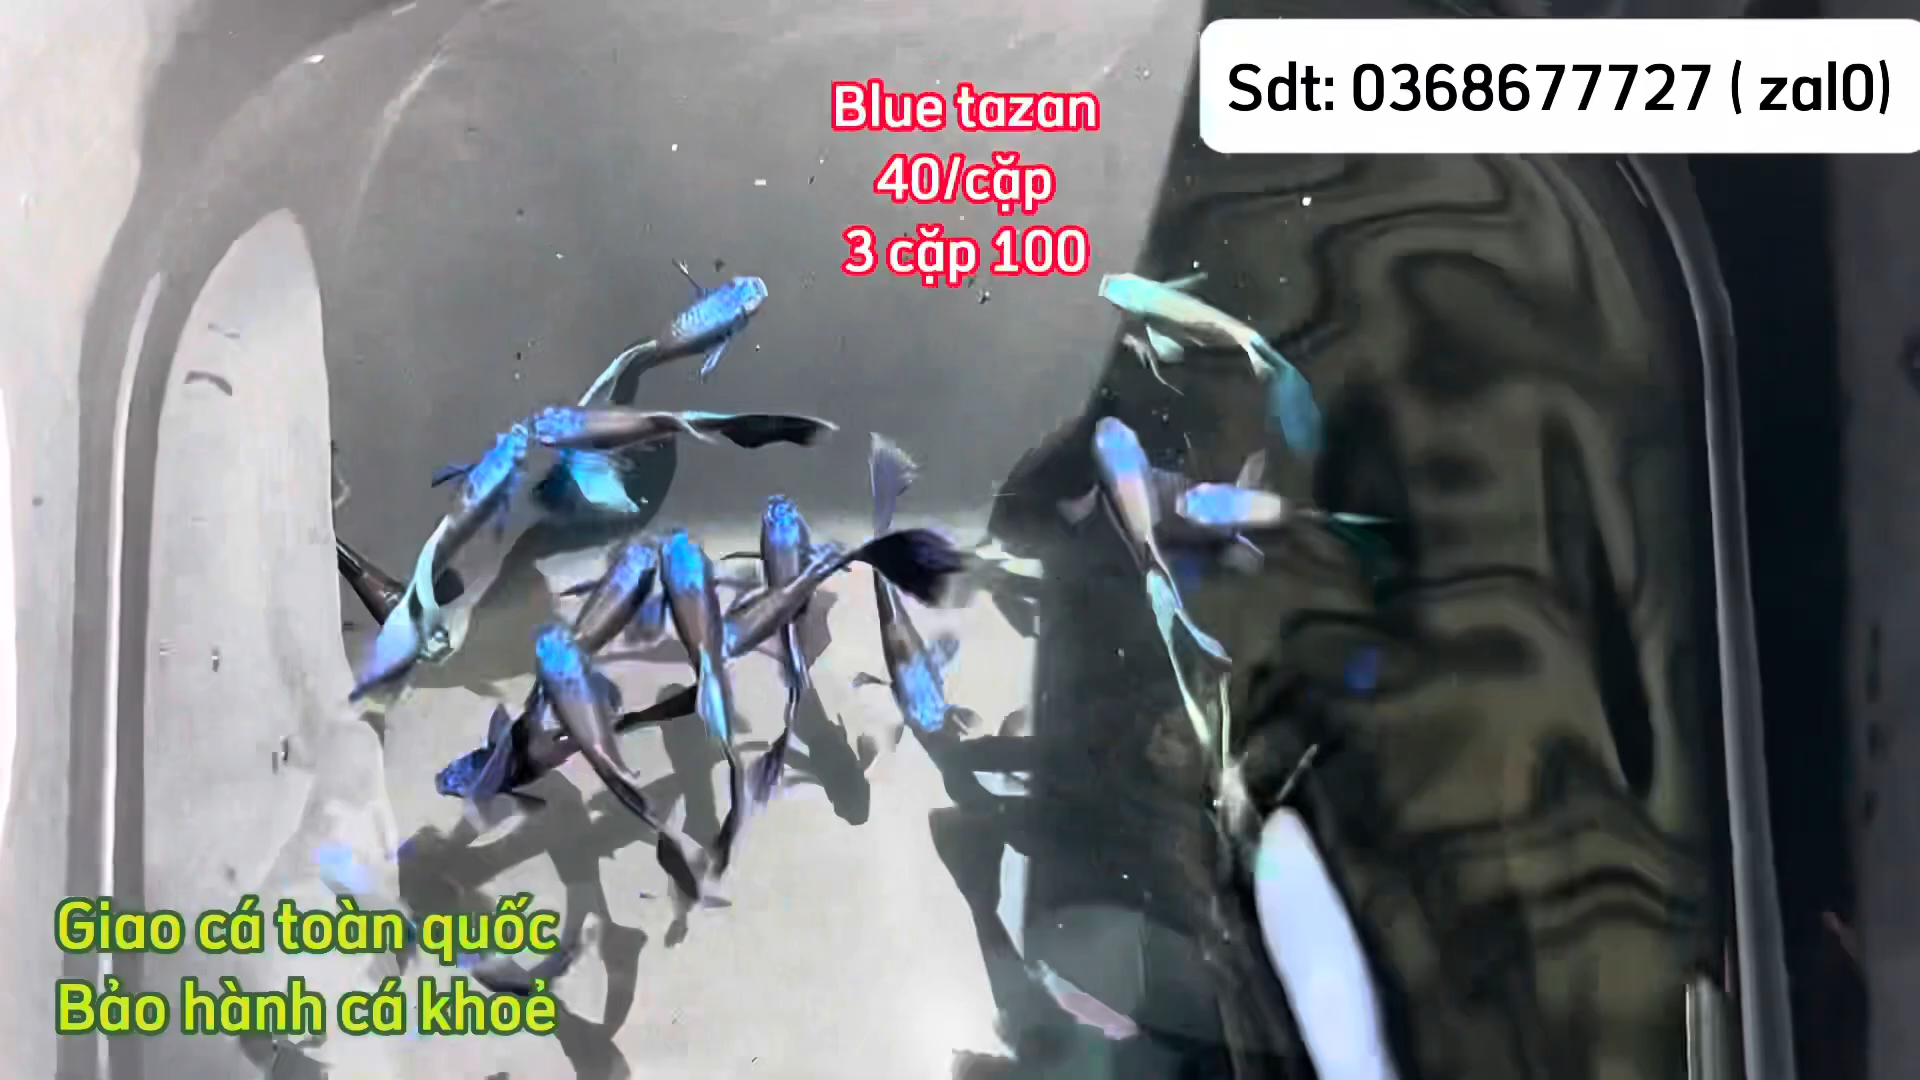 Sdt: 0368677727 ( zal0)
Blue tazan
40/cặp
3 cặp 100
Giao cá toàn quốc
Bảo hành cá khoẻ